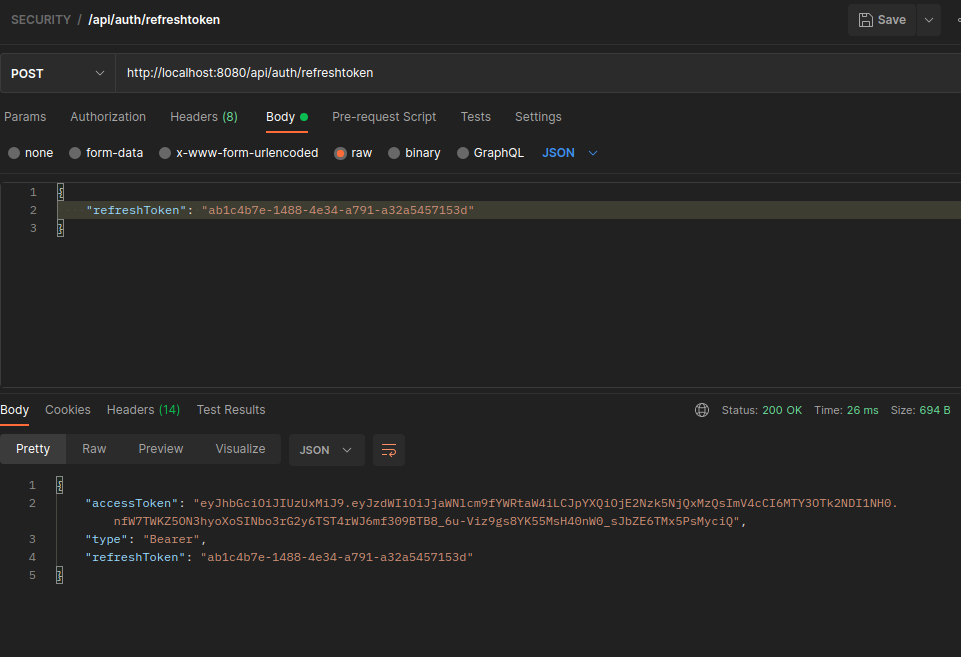 SECURITY / /api/auth/refreshtoken
Save
POST
http://localhost:8080/api/auth/refreshtoken
Params Authorization Headers (8) Body Pre-request Script Tests Settings
none form-data x-www-form-urlencoded raw binary GraphQL JSON
1 {
2 "refreshToken": "ab1c4b7e-1488-4e34-a791-a32a5457153d"
3 }
Body Cookies Headers (14) Test Results Status: 200 OK Time: 26 ms Size: 694 B
Pretty Raw Preview Visualize JSON
1 {
2 "accessToken": "eyJhbGciOiJIUzUxMiJ9.eyJzdWIiOiJjaWNlcm9fYWRtaW4iLCJpYXQiOjE2Nzk5NjQxMzQsImV4cCI6MTY3OTk2NDI1NH0.
nfW7TWKZ5ON3hyoXoSINbo3rG2y6TST4rWJ6mf309BTB8_6u-Viz9gs8YK55MsH40nW0_sJbZE6TMx5PsMyciQ",
3 "type": "Bearer",
4 "refreshToken": "ab1c4b7e-1488-4e34-a791-a32a5457153d"
5 }